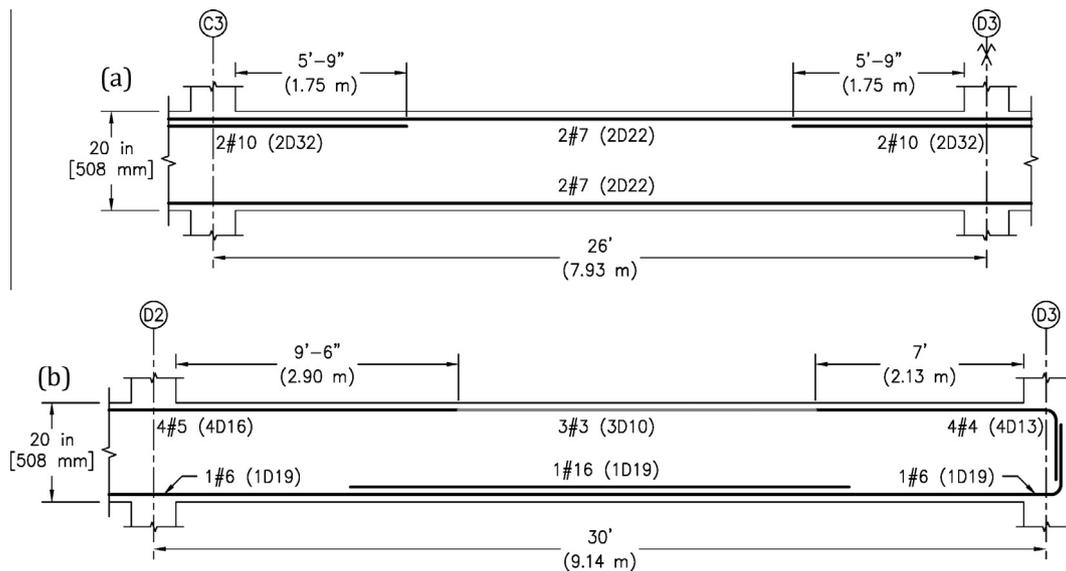 C3
D3
(a)
5'-9"
(1.75 m)
5'-9"
(1.75 m)
20 in
[508 mm]
2#10 (2D32)
2#7 (2D22)
2#10 (2D32)
2#7 (2D22)
26'
(7.93 m)
D2
D3
(b)
9'-6"
(2.90 m)
7'
(2.13 m)
20 in
[508 mm]
4#5 (4D16)
3#3 (3D10)
4#4 (4D13)
1#6 (1D19)
1#16 (1D19)
1#6 (1D19)
30'
(9.14 m)